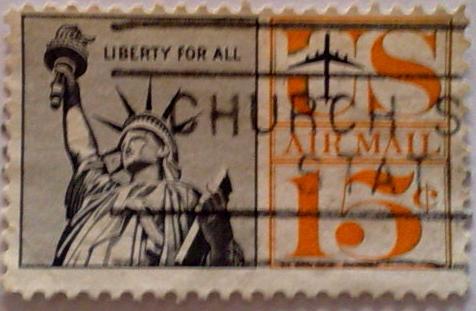 LIBERTY FOR ALL
US
CHURCH S
AIR MAIL
15¢